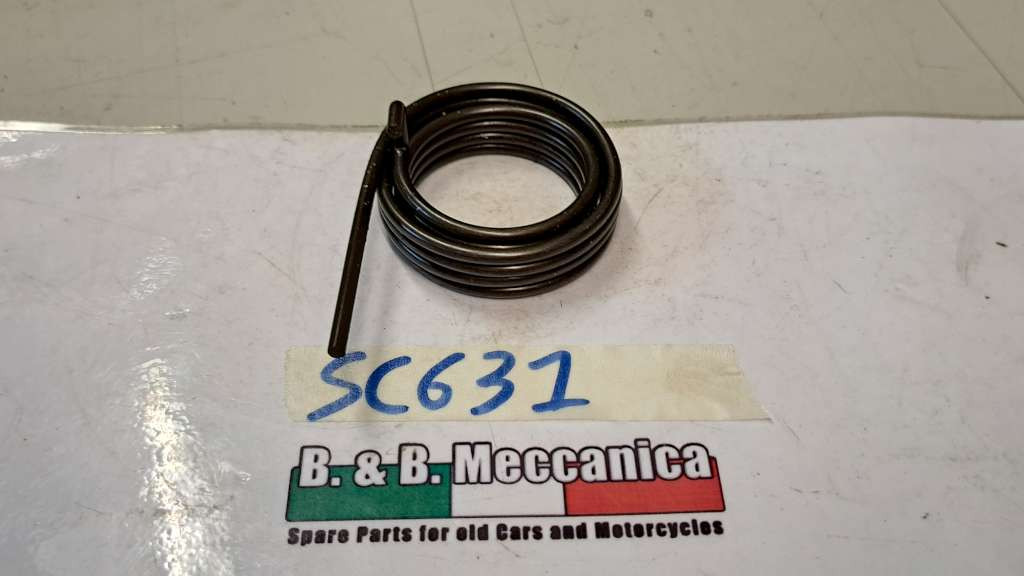 SC631
B. & B. Meccanica
Spare Parts for old Cars and Motorcycles